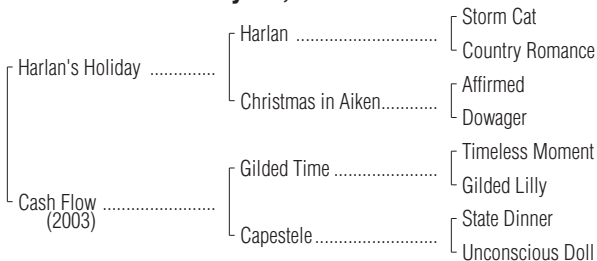 Storm Cat
Harlan ..............................
Country Romance
Harlan's Holiday ..............
Affirmed
Christmas in Aiken............
Dowager
Timeless Moment
Gilded Time ......................
Gilded Lilly
Cash Flow ........................
(2003)
State Dinner
Capestele..........................
Unconscious Doll